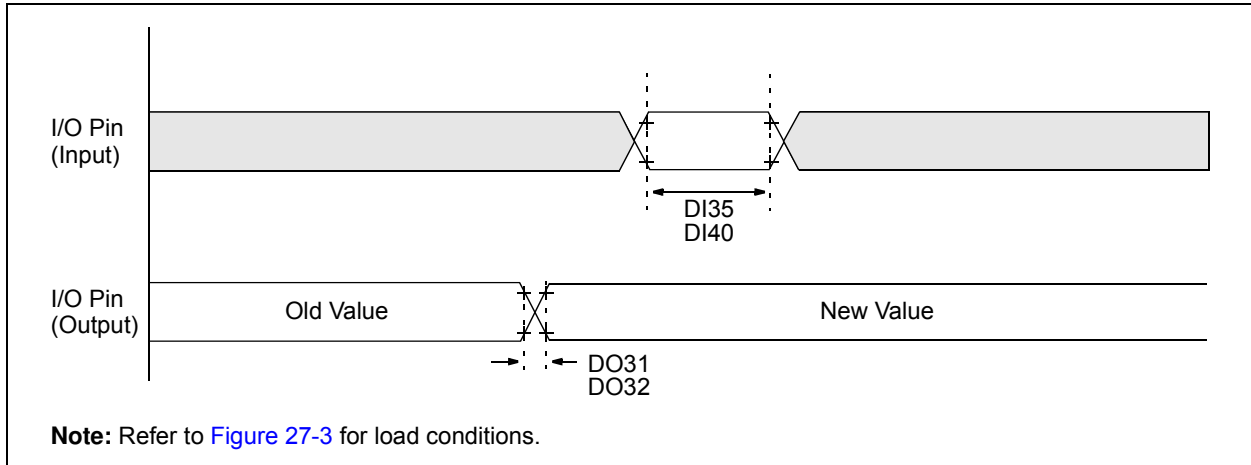 I/O Pin
(Input)
DI35
DI40
I/O Pin
(Output)
Old Value
New Value
DO31
DO32
Note: Refer to Figure 27-3 for load conditions.